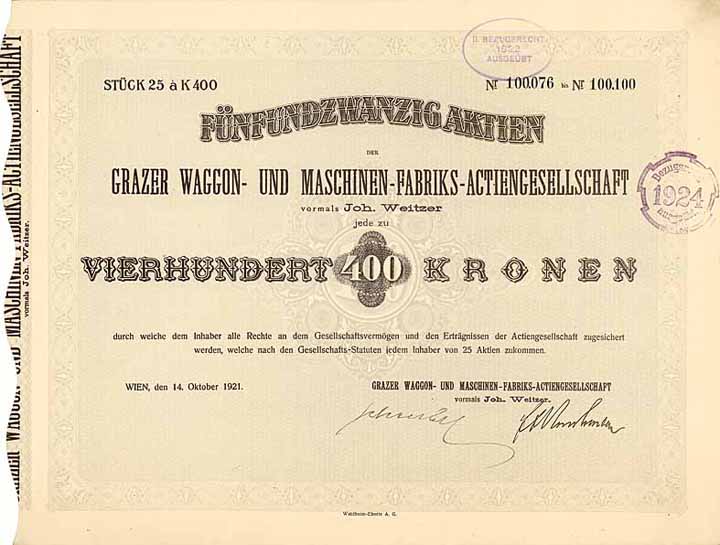 II. BEZUGSRECHT
1922
AUSGEÜBT
STÜCK 25 à K 400
Nr 100.076 bis Nr 100.100
FÜNFUNDZWANZIG AKTIEN
DER
GRAZER WAGGON- UND MASCHINEN-FABRIKS-ACTIENGESELLSCHAFT
vormals Joh. Weitzer
jede zu
VIERHUNDERT 400 KRONEN
1924
durch welche dem Inhaber alle Rechte an dem Gesellschaftsvermögen und den Erträgnissen der Actiengesellschaft zugesichert
werden, welche nach den Gesellschafts-Statuten jedem Inhaber von 25 Aktien zukommen.
WIEN, den 14. Oktober 1921.
GRAZER WAGGON- UND MASCHINEN-FABRIKS-ACTIENGESELLSCHAFT
vormals Joh. Weitzer.
GRAZER WAGGON- UND MASCHINEN-FABRIKS-ACTIENGESELLSCHAFT
vormals Joh. Weitzer.